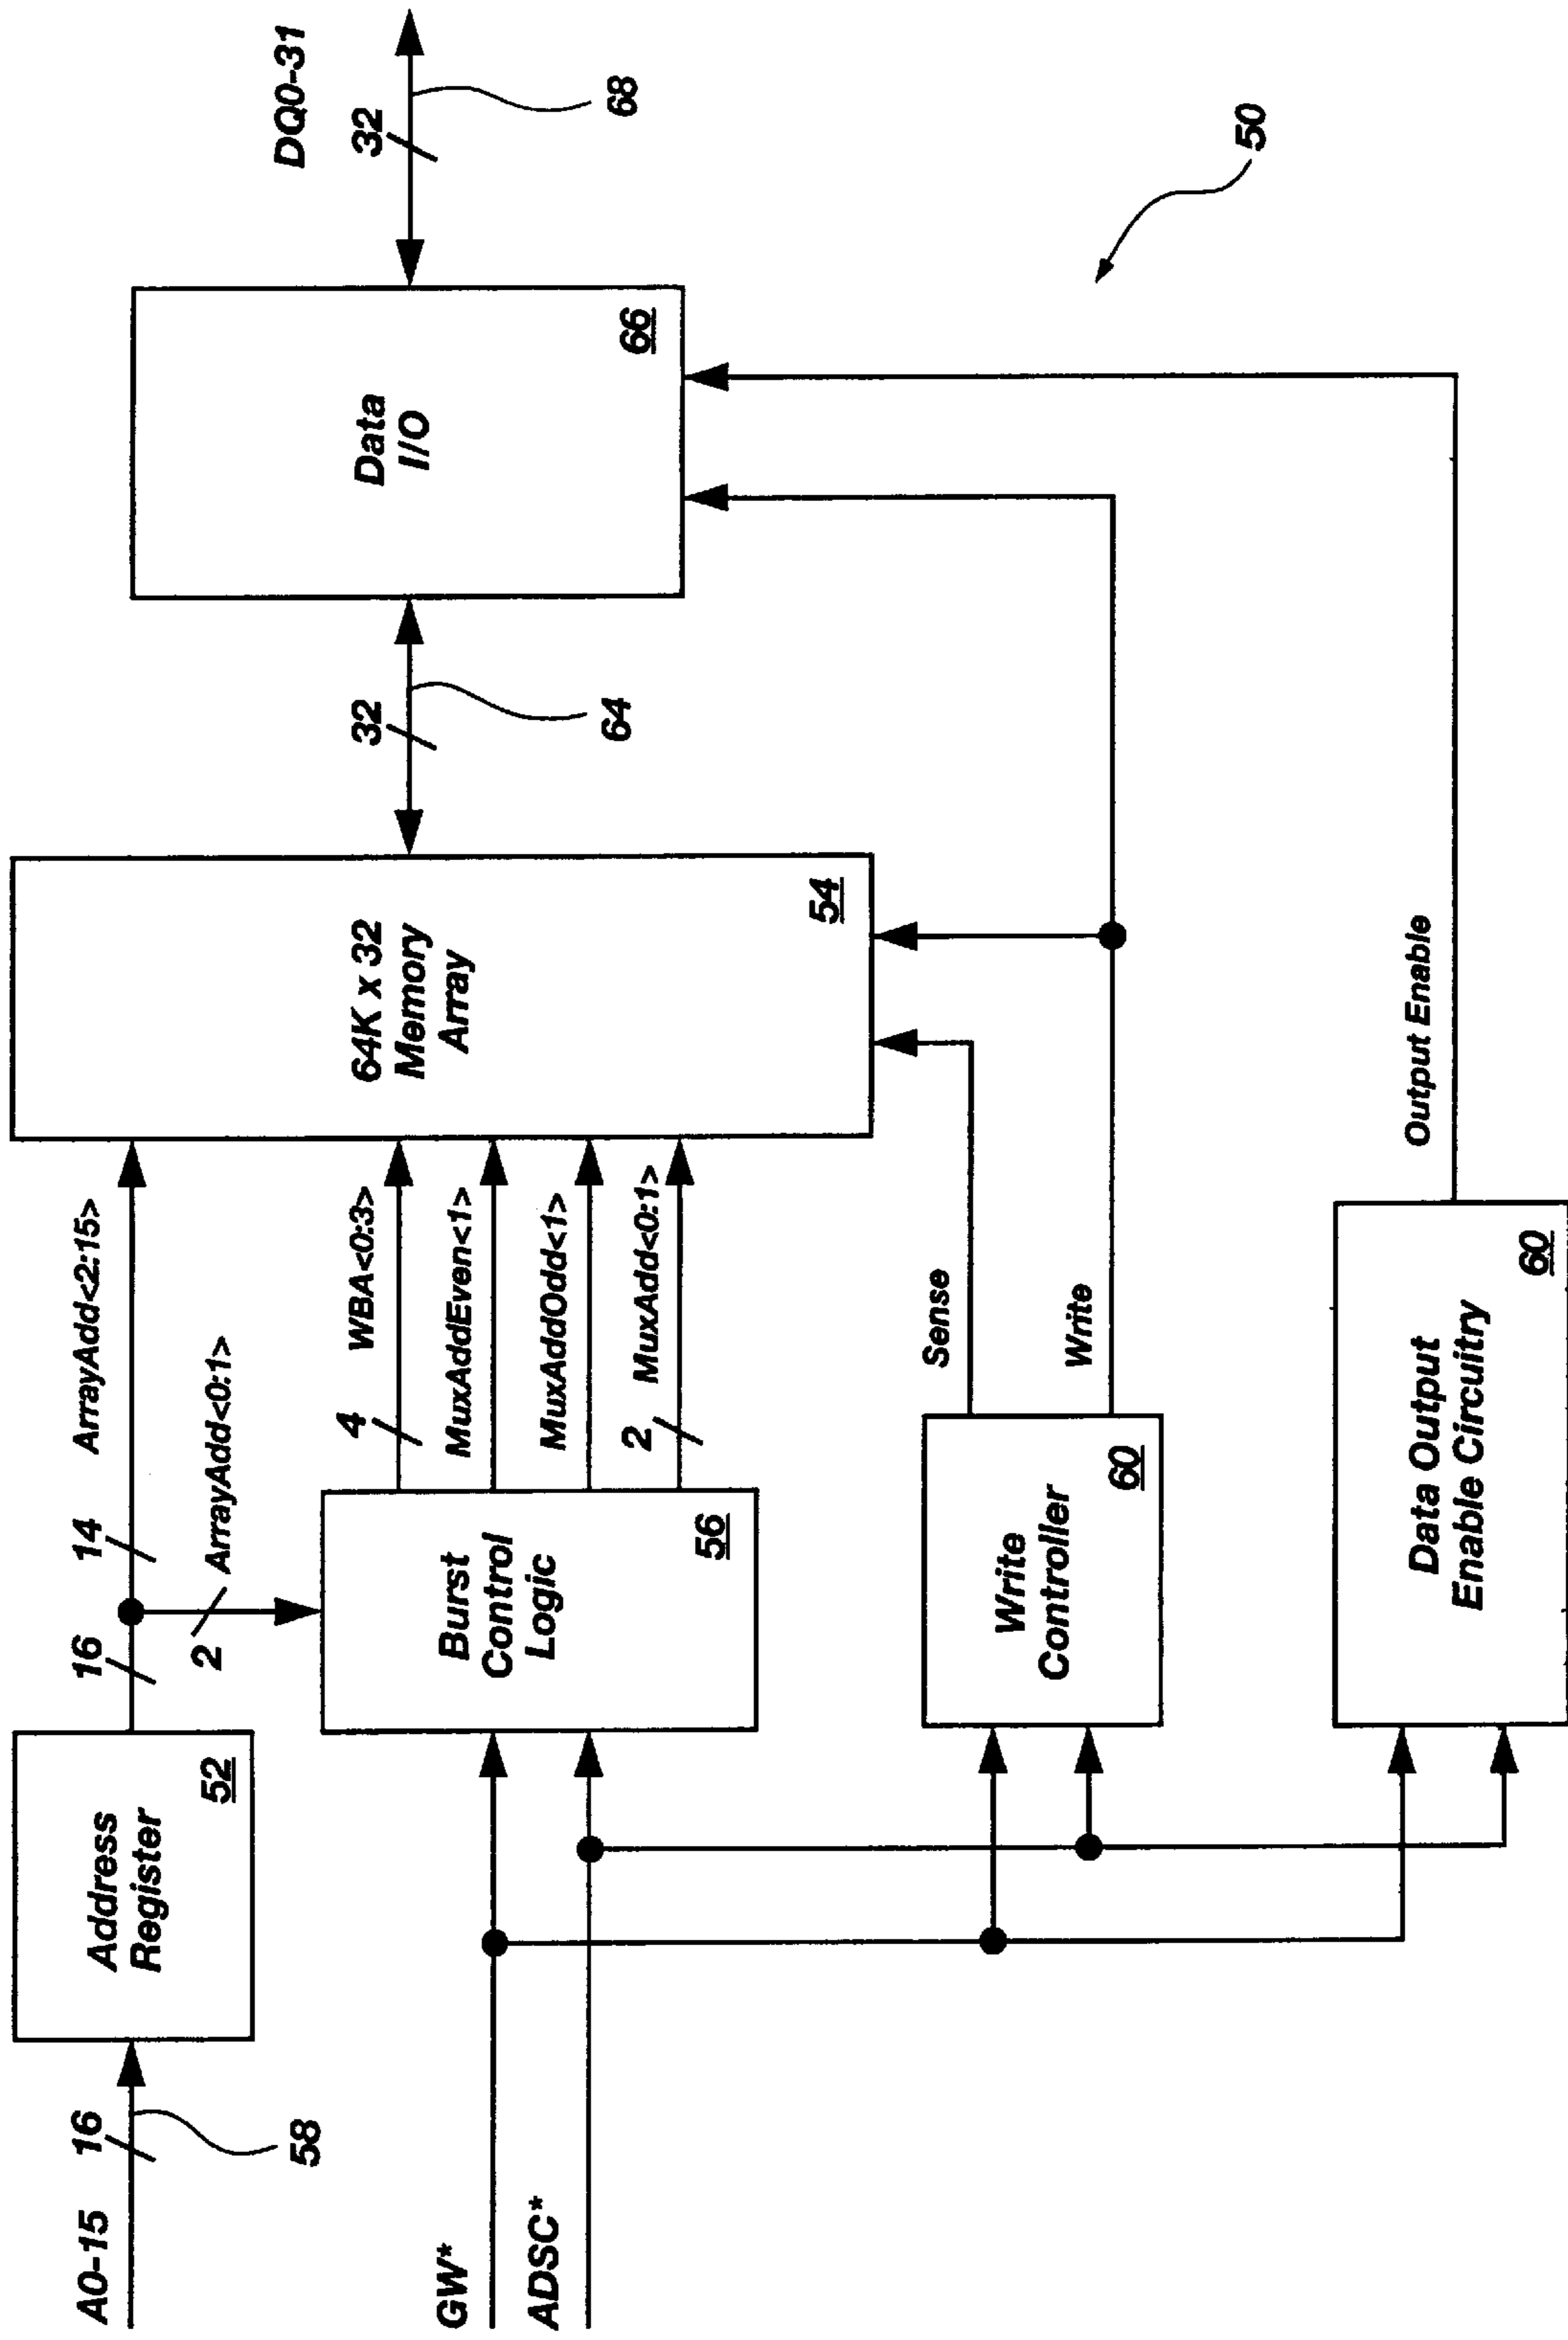 A0-15
16
58
Address
Register
52
16
14
ArrayAdd<2:15>
2
ArrayAdd<0:1>
GW*
ADSC*
Burst
Control
Logic
56
4
WBA<0:3>
MuxAddEven<1>
MuxAddOdd<1>
2
MuxAdd<0:1>
64K x 32
Memory
Array
54
32
64
Data
I/O
66
DQ0-31
32
68
Write
Controller
60
Sense
Write
50
Data Output
Enable Circuitry
60
Output Enable